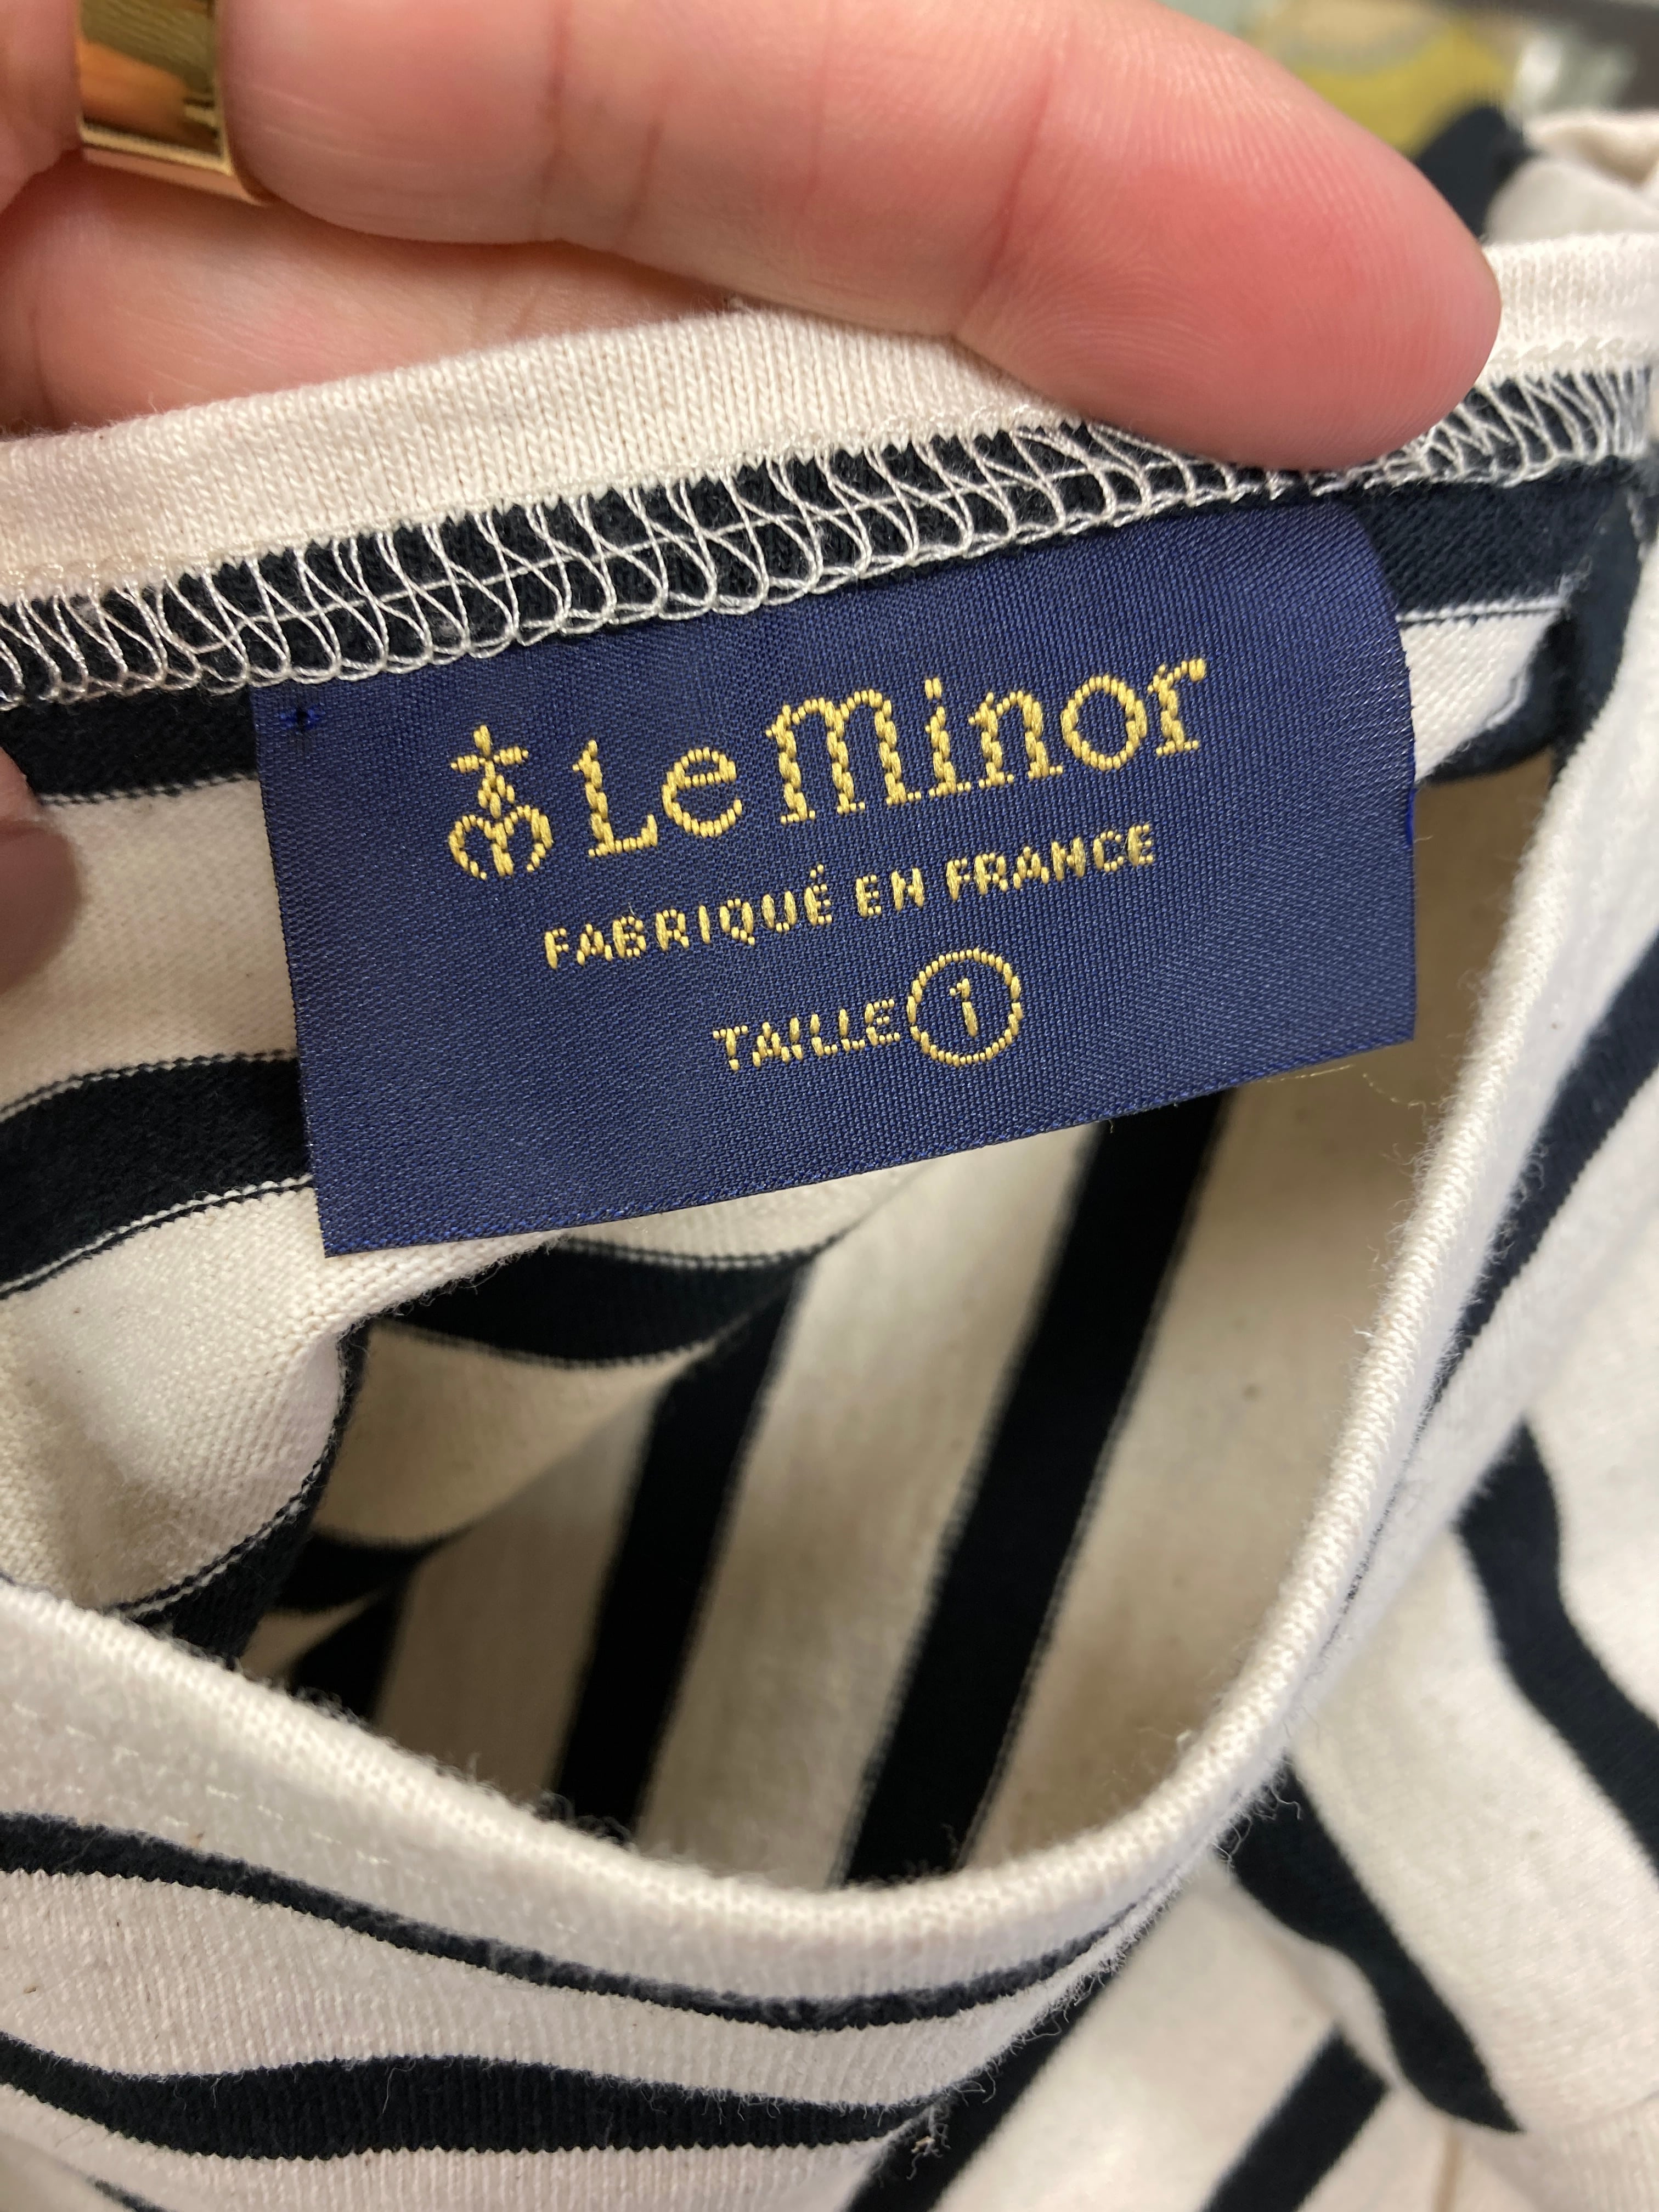 Le Minor
FABRIQUÉ EN FRANCE
TAILLE 1